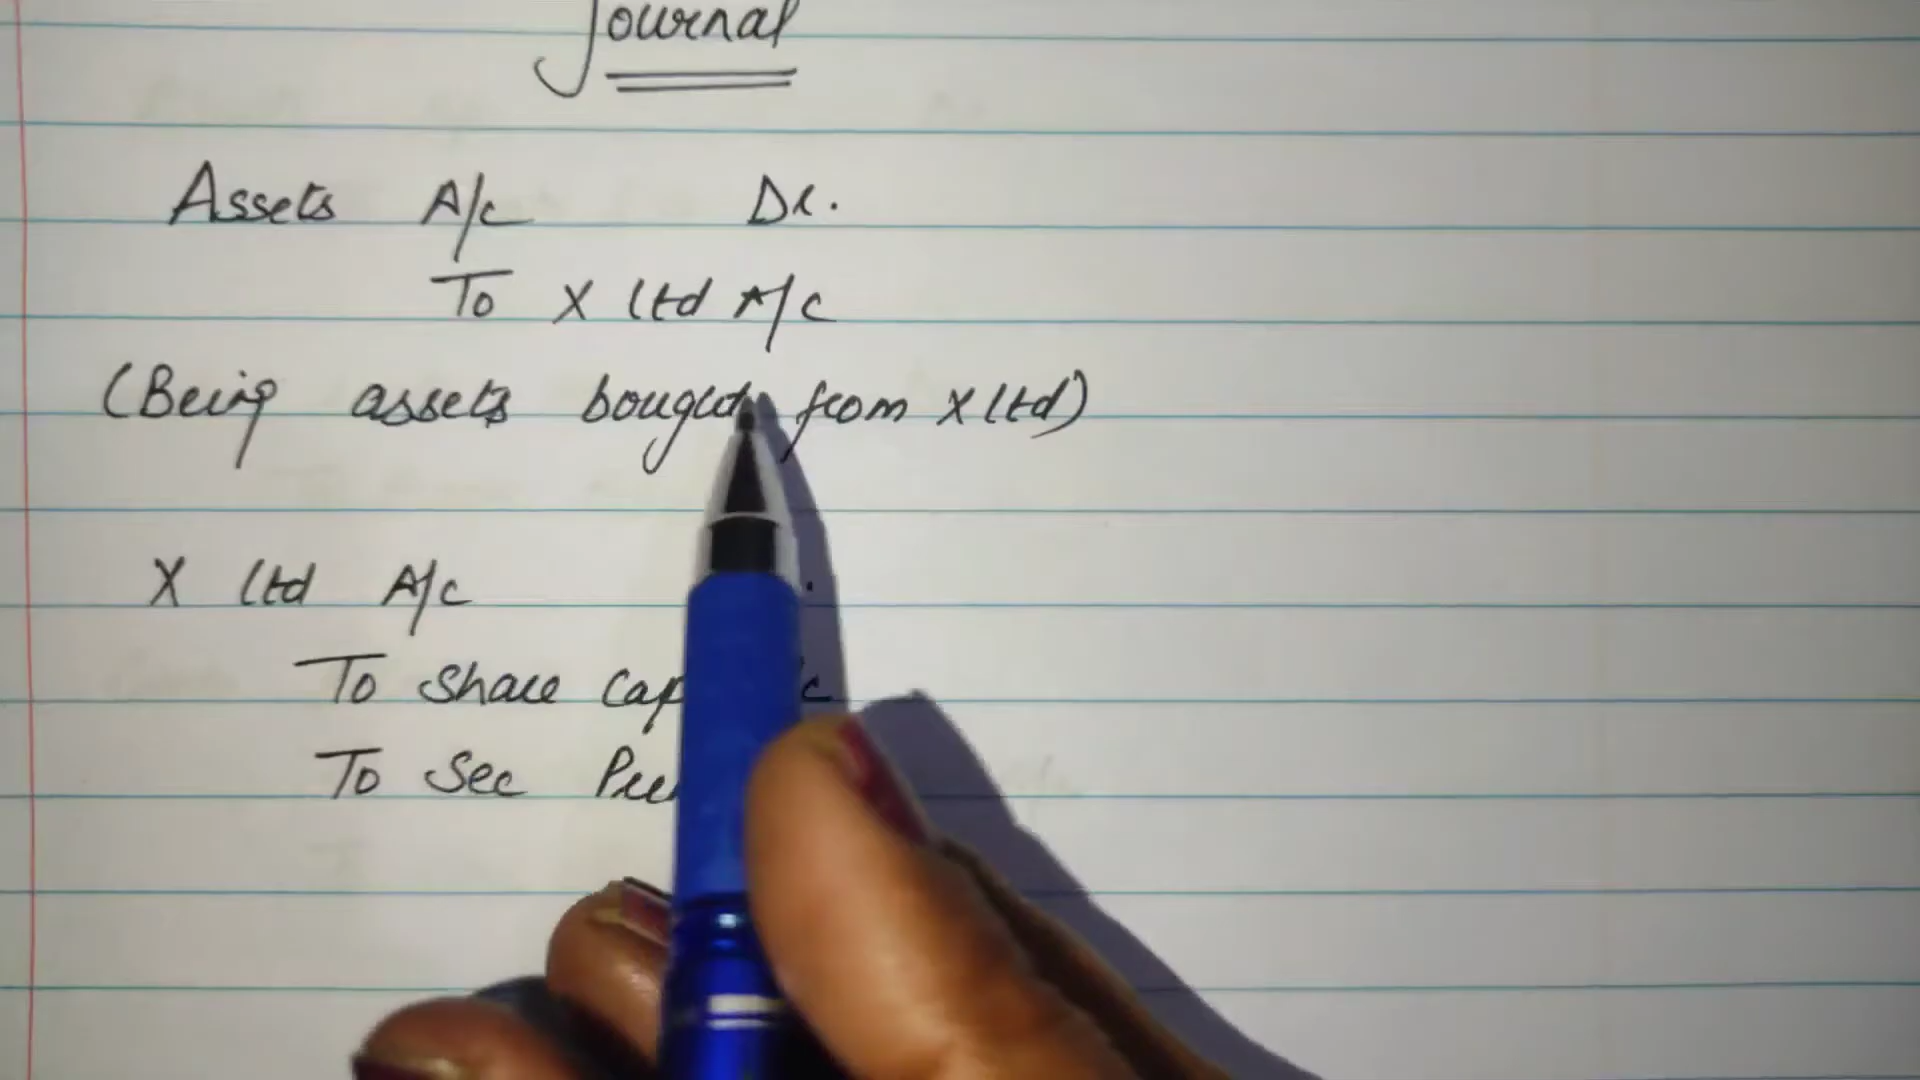 Journal
Assets A/c Dr.
To X Ltd A/c
(Being assets bought from X Ltd)
X Ltd A/c
To Share
To Sec